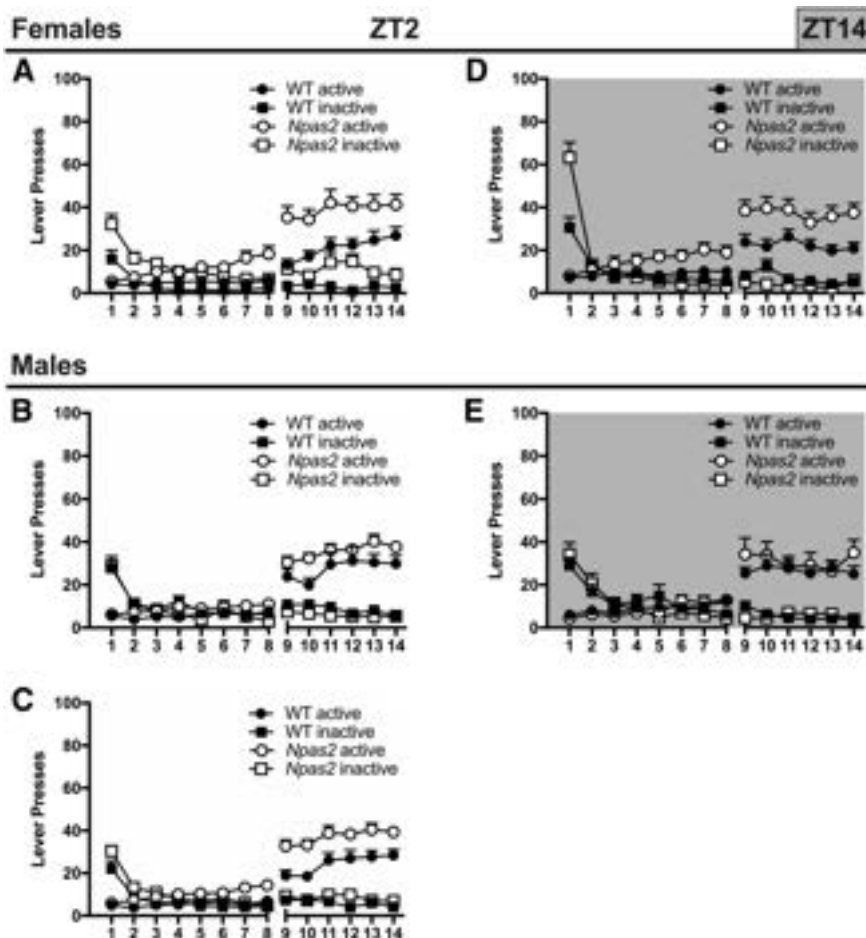 Females ZT2 ZT14
A
100
80
60
40
20
0
Lever Presses
WT active
WT inactive
Npas2 active
Npas2 inactive
1 2 3 4 5 6 7 8 9 10 11 12 13 14
D
100
80
60
40
20
0
Lever Presses
WT active
WT inactive
Npas2 active
Npas2 inactive
1 2 3 4 5 6 7 8 9 10 11 12 13 14
Males
B
100
80
60
40
20
0
Lever Presses
WT active
WT inactive
Npas2 active
Npas2 inactive
1 2 3 4 5 6 7 8 9 10 11 12 13 14
E
100
80
60
40
20
0
Lever Presses
WT active
WT inactive
Npas2 active
Npas2 inactive
1 2 3 4 5 6 7 8 9 10 11 12 13 14
C
100
80
60
40
20
0
Lever Presses
WT active
WT inactive
Npas2 active
Npas2 inactive
1 2 3 4 5 6 7 8 9 10 11 12 13 14